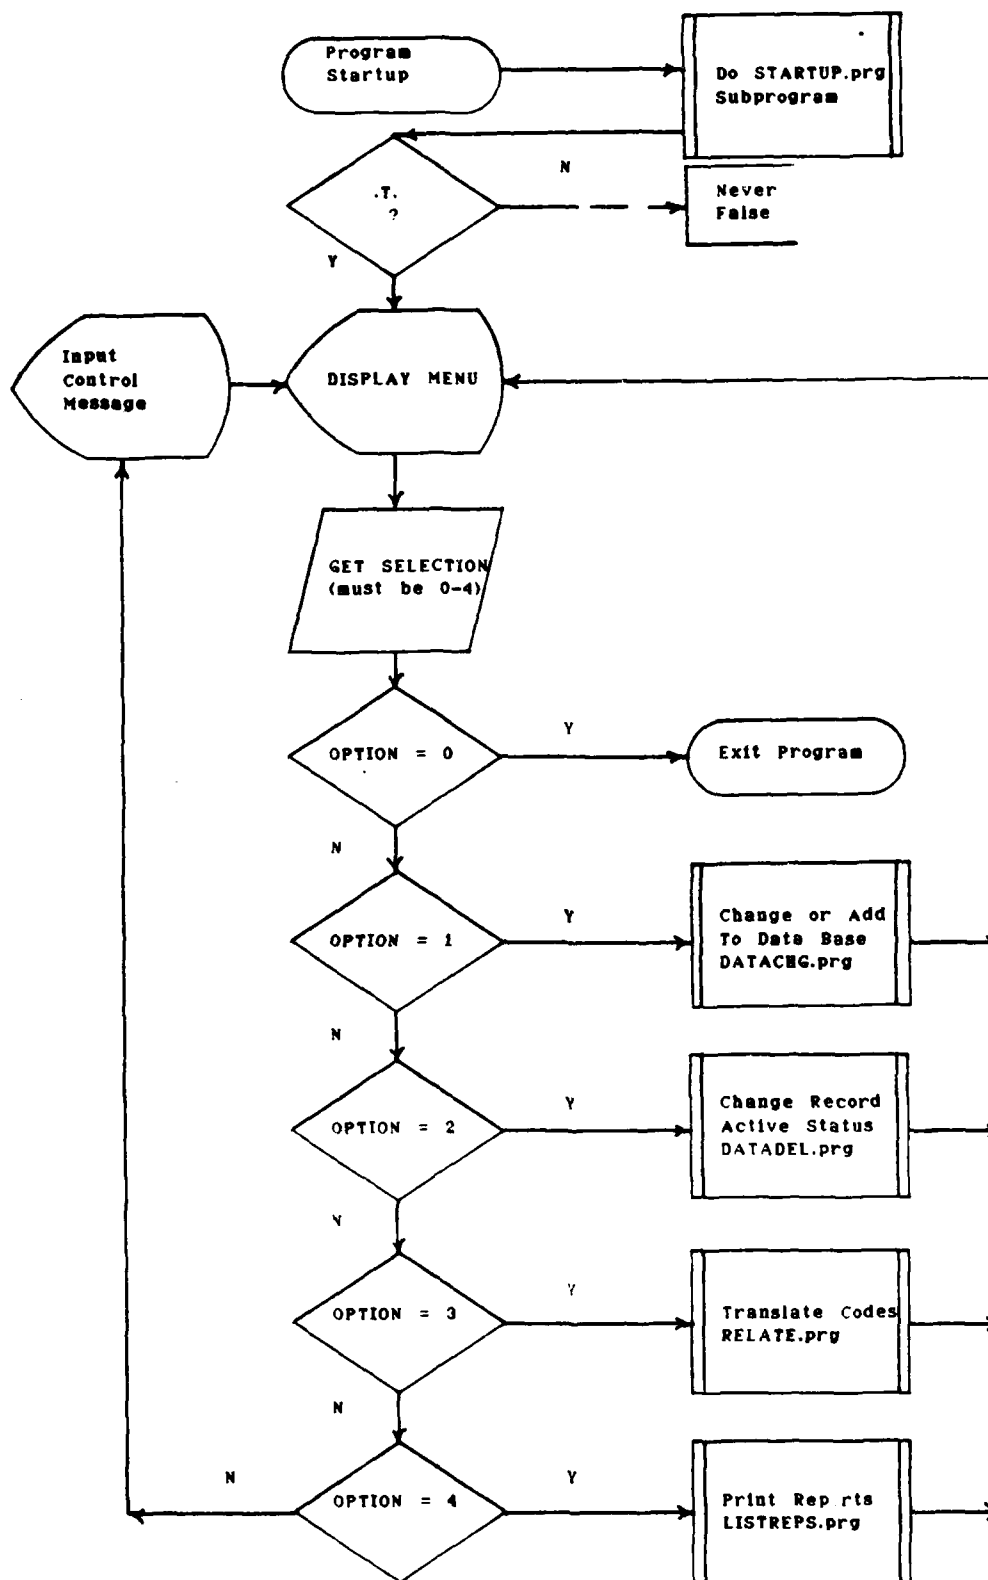 Program
Startup
Do STARTUP.prg
Subprogram
N
.T.
?
Never
False
Y
Input
Control
Message
DISPLAY MENU
GET SELECTION
(must be 0-4)
OPTION = 0
Y
Exit Program
N
OPTION = 1
Y
Change or Add
To Data Base
DATACHG.prg
N
OPTION = 2
Y
Change Record
Active Status
DATADEL.prg
N
OPTION = 3
Y
Translate Codes
RELATE.prg
N
OPTION = 4
N
Y
Print Rep rts
LISTREPS.prg